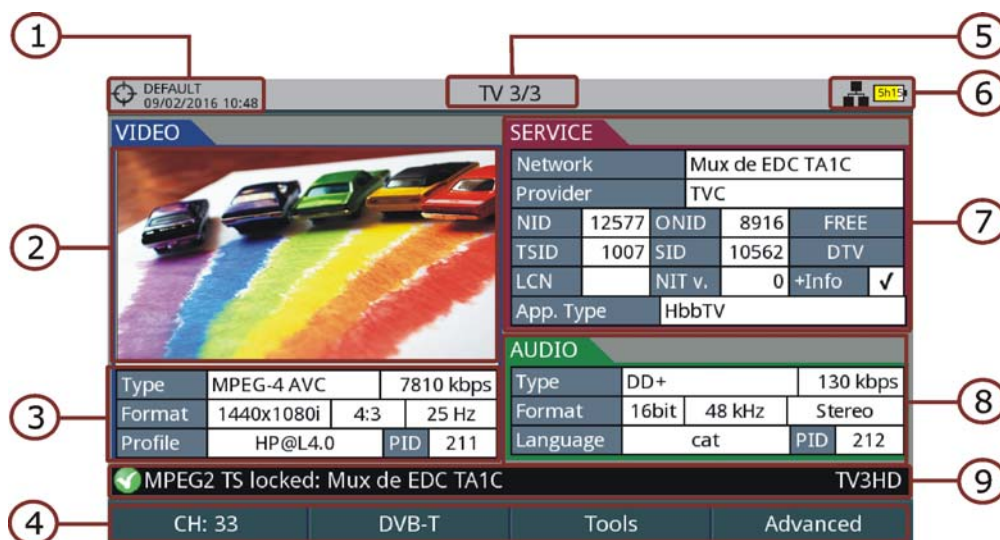 1
5
DEFAULT
09/02/2016 10:48
TV 3/3
5h15
6
VIDEO
2
SERVICE
Network Mux de EDC TA1C
Provider TVC
NID 12577 ONID 8916 FREE
TSID 1007 SID 10562 DTV
LCN NIT v. 0 +Info ✓
App. Type HbbTV
7
3
Type MPEG-4 AVC 7810 kbps
Format 1440x1080i 4:3 25 Hz
Profile HP@L4.0 PID 211
AUDIO
Type DD+ 130 kbps
Format 16bit 48 kHz Stereo
Language cat PID 212
8
MPEG2 TS locked: Mux de EDC TA1C TV3HD
9
4
CH: 33 DVB-T Tools Advanced